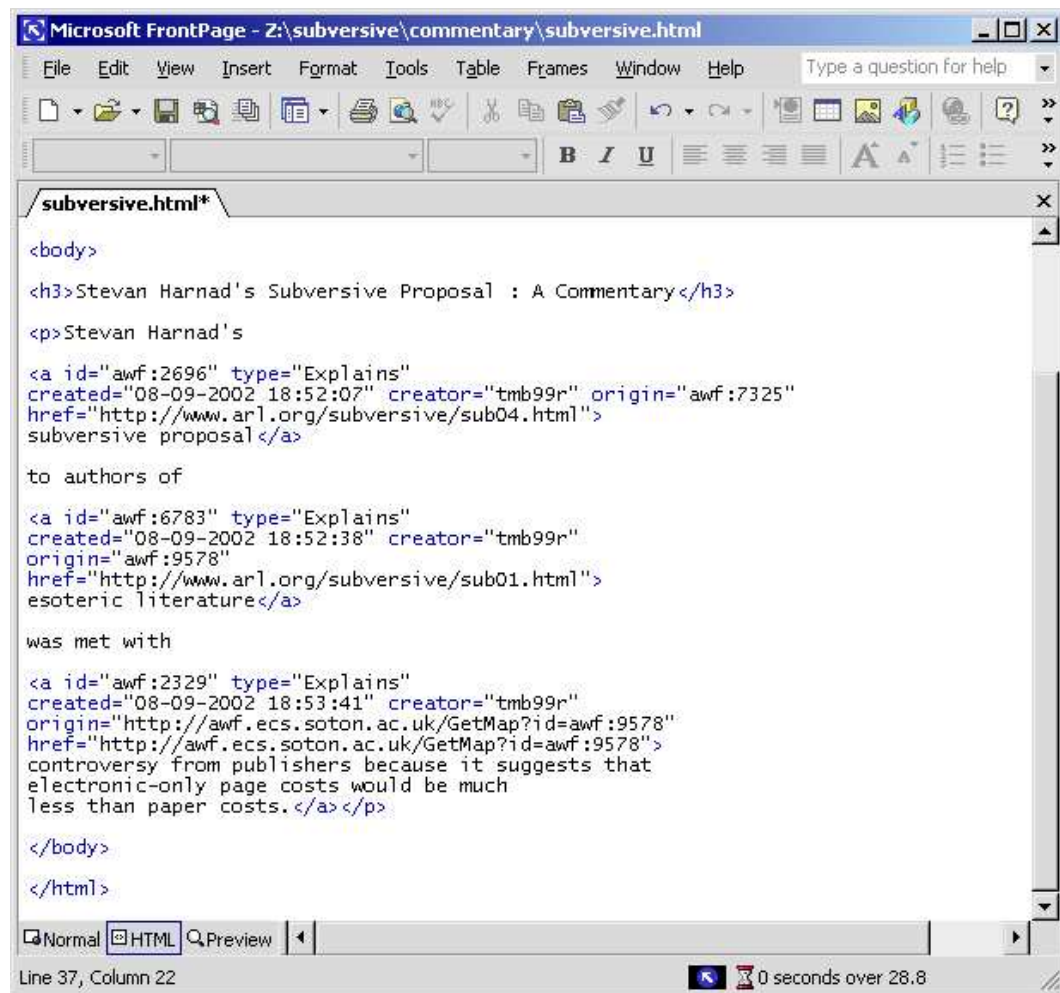 Microsoft FrontPage - Z:\subversive\commentary\subversive.html
File Edit View Insert Format Tools Table Frames Window Help Type a question for help
B I U A A
subversive.html*
<body>
<h3>Stevan Harnad's Subversive Proposal : A Commentary</h3>
<p>Stevan Harnad's
<a id="awf:2696" type="Explains"
created="08-09-2002 18:52:07" creator="tmb99r" origin="awf:7325"
href="http://www.arl.org/subversive/sub04.html">
subversive proposal</a>
to authors of
<a id="awf:6783" type="Explains"
created="08-09-2002 18:52:38" creator="tmb99r"
origin="awf:9578"
href="http://www.arl.org/subversive/sub01.html">
esoteric literature</a>
was met with
<a id="awf:2329" type="Explains"
created="08-09-2002 18:53:41" creator="tmb99r"
origin="http://awf.ecs.soton.ac.uk/GetMap?id=awf:9578"
href="http://awf.ecs.soton.ac.uk/GetMap?id=awf:9578">
controversy from publishers because it suggests that
electronic-only page costs would be much
less than paper costs.</a></p>
</body>
</html>
Normal HTML Preview
Line 37, Column 22 0 seconds over 28.8